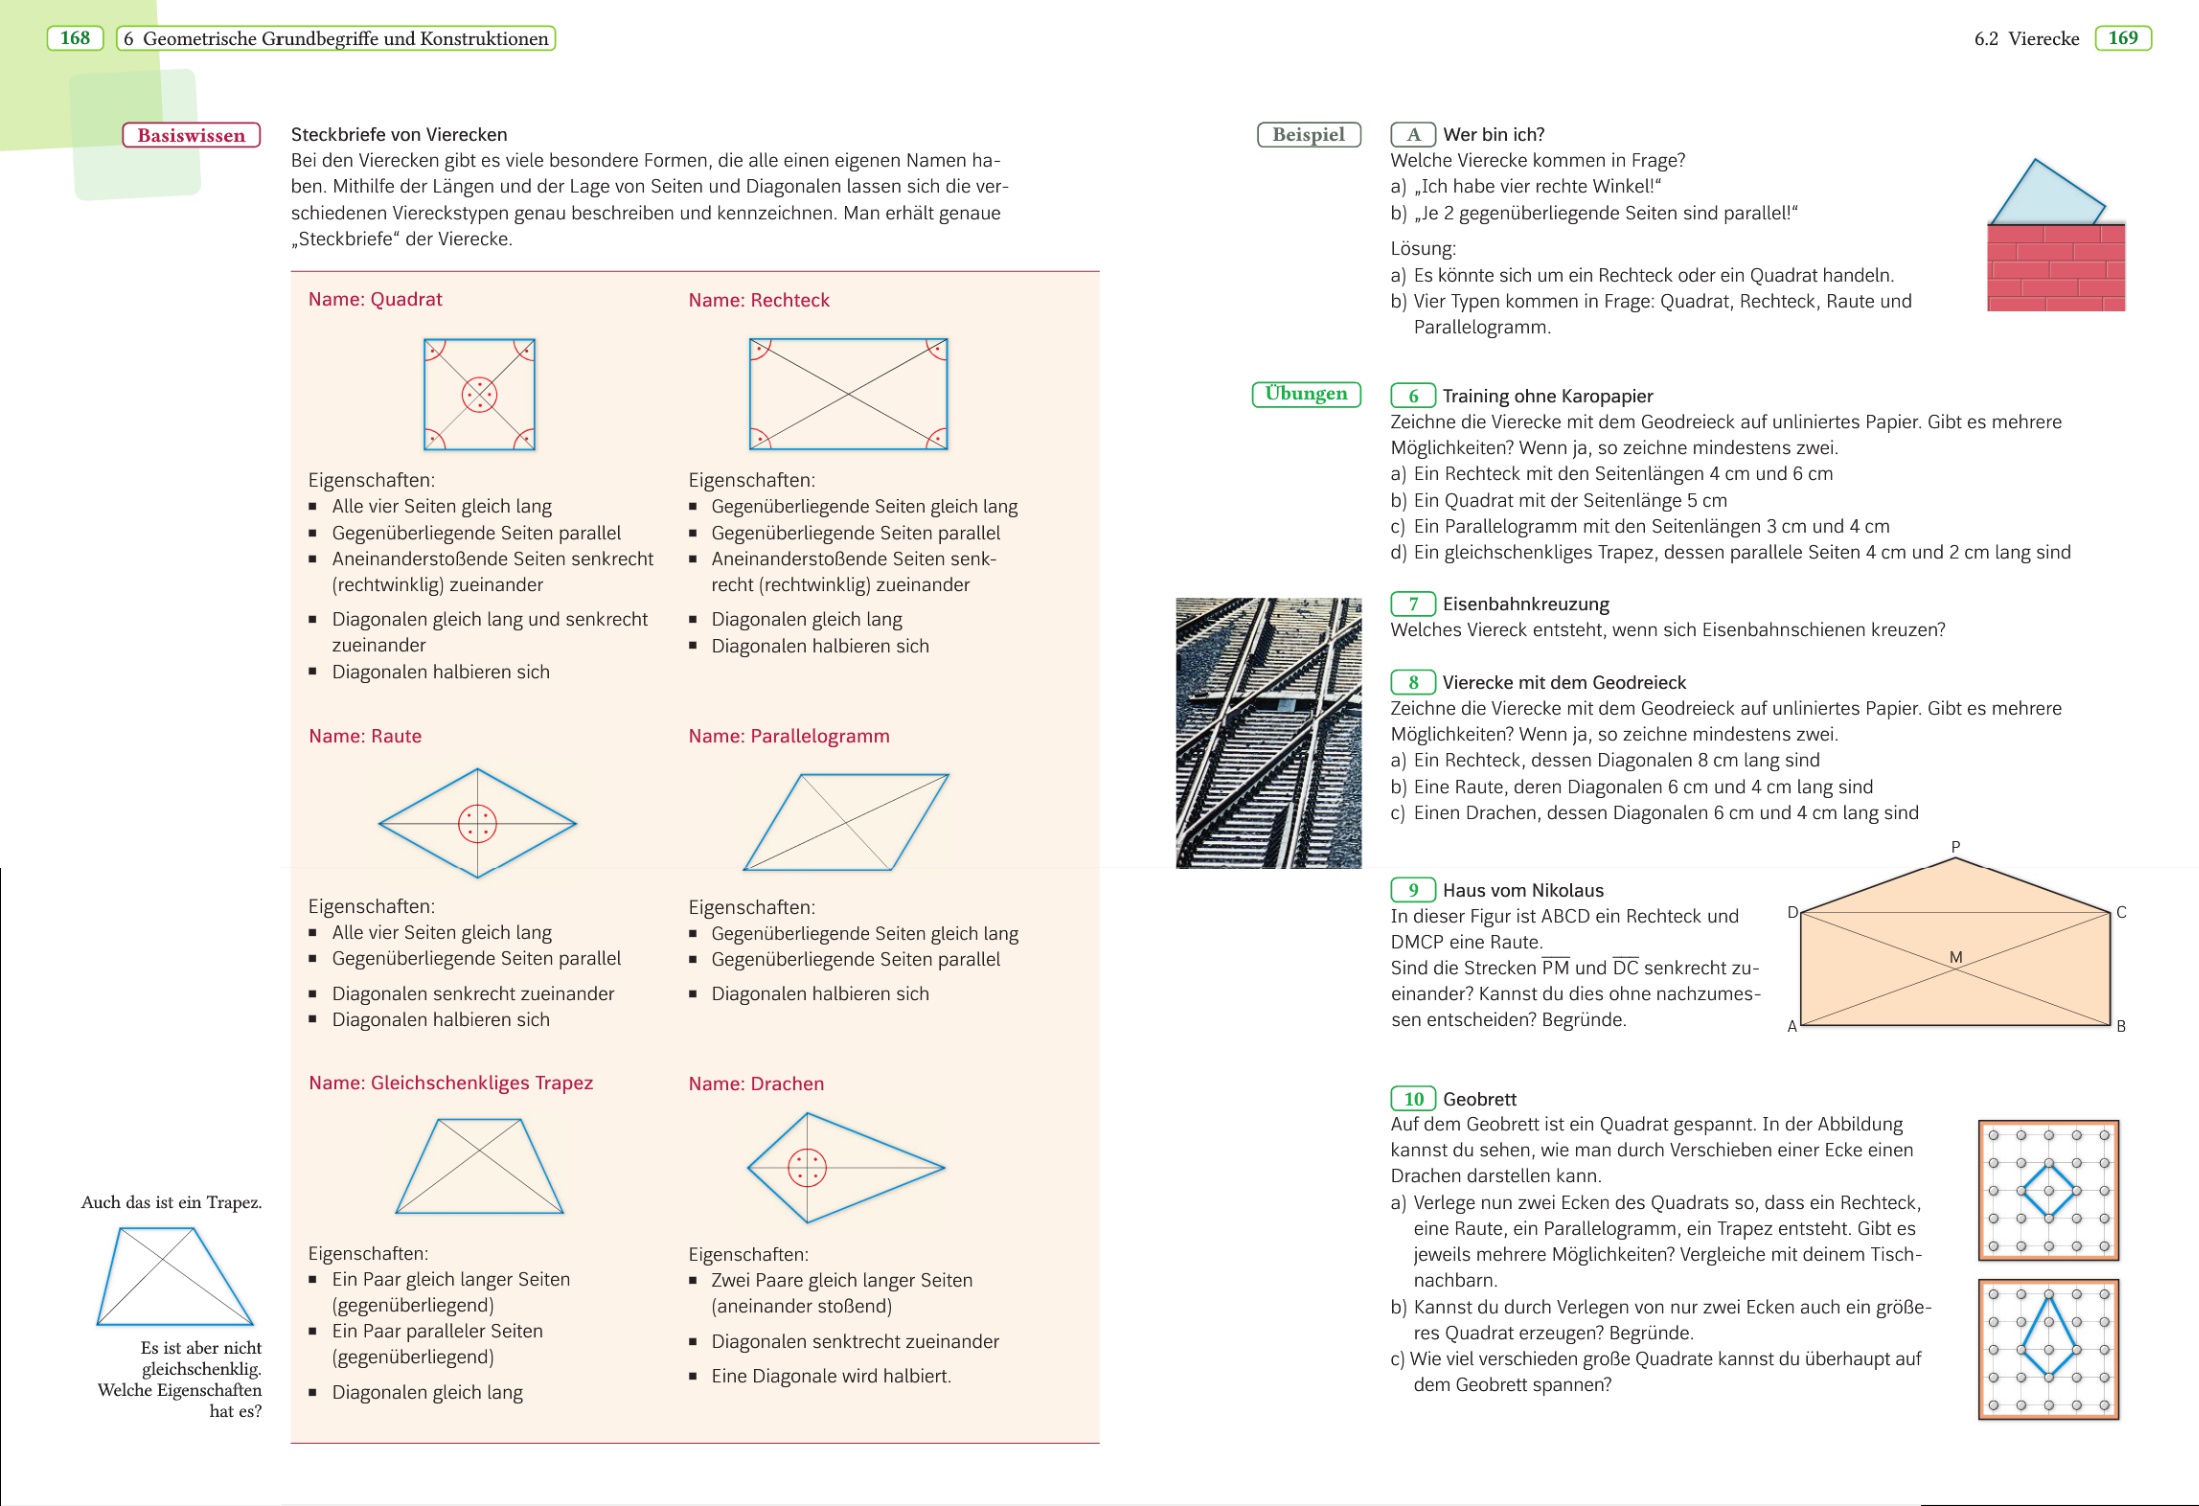 168
6 Geometrische Grundbegriffe und Konstruktionen
Basiswissen
Steckbriefe von Vierecken
Bei den Vierecken gibt es viele besondere Formen, die alle einen eigenen Namen ha-
ben. Mithilfe der Längen und der Lage von Seiten und Diagonalen lassen sich die ver-
schiedenen Viereckstypen genau beschreiben und kennzeichnen. Man erhält genaue
„Steckbriefe“ der Vierecke.
Name: Quadrat
Eigenschaften:
▪ Alle vier Seiten gleich lang
▪ Gegenüberliegende Seiten parallel
▪ Aneinanderstoßende Seiten senkrecht
(rechtwinklig) zueinander
▪ Diagonalen gleich lang und senkrecht
zueinander
▪ Diagonalen halbieren sich
Name: Rechteck
Eigenschaften:
▪ Gegenüberliegende Seiten gleich lang
▪ Gegenüberliegende Seiten parallel
▪ Aneinanderstoßende Seiten senk-
recht (rechtwinklig) zueinander
▪ Diagonalen gleich lang
▪ Diagonalen halbieren sich
Name: Raute
Eigenschaften:
▪ Alle vier Seiten gleich lang
▪ Gegenüberliegende Seiten parallel
▪ Diagonalen senkrecht zueinander
▪ Diagonalen halbieren sich
Name: Parallelogramm
Eigenschaften:
▪ Gegenüberliegende Seiten gleich lang
▪ Gegenüberliegende Seiten parallel
▪ Diagonalen halbieren sich
Name: Gleichschenkliges Trapez
Eigenschaften:
▪ Ein Paar gleich langer Seiten
(gegenüberliegend)
▪ Ein Paar paralleler Seiten
(gegenüberliegend)
▪ Diagonalen gleich lang
Name: Drachen
Eigenschaften:
▪ Zwei Paare gleich langer Seiten
(aneinander stoßend)
▪ Diagonalen senktrecht zueinander
▪ Eine Diagonale wird halbiert.
Auch das ist ein Trapez.
Es ist aber nicht
gleichschenklig.
Welche Eigenschaften
hat es?
6.2 Vierecke
169
Beispiel
A Wer bin ich?
Welche Vierecke kommen in Frage?
a) „Ich habe vier rechte Winkel!“
b) „Je 2 gegenüberliegende Seiten sind parallel!“
Lösung:
a) Es könnte sich um ein Rechteck oder ein Quadrat handeln.
b) Vier Typen kommen in Frage: Quadrat, Rechteck, Raute und
Parallelogramm.
Übungen
6 Training ohne Karopapier
Zeichne die Vierecke mit dem Geodreieck auf unliniertes Papier. Gibt es mehrere
Möglichkeiten? Wenn ja, so zeichne mindestens zwei.
a) Ein Rechteck mit den Seitenlängen 4 cm und 6 cm
b) Ein Quadrat mit der Seitenlänge 5 cm
c) Ein Parallelogramm mit den Seitenlängen 3 cm und 4 cm
d) Ein gleichschenkliges Trapez, dessen parallele Seiten 4 cm und 2 cm lang sind
7 Eisenbahnkreuzung
Welches Viereck entsteht, wenn sich Eisenbahnschienen kreuzen?
8 Vierecke mit dem Geodreieck
Zeichne die Vierecke mit dem Geodreieck auf unliniertes Papier. Gibt es mehrere
Möglichkeiten? Wenn ja, so zeichne mindestens zwei.
a) Ein Rechteck, dessen Diagonalen 8 cm lang sind
b) Eine Raute, deren Diagonalen 6 cm und 4 cm lang sind
c) Einen Drachen, dessen Diagonalen 6 cm und 4 cm lang sind
9 Haus vom Nikolaus
In dieser Figur ist ABCD ein Rechteck und
DMCP eine Raute.
Sind die Strecken P̅M̅ und D̅C̅ senkrecht zu-
einander? Kannst du dies ohne nachzumes-
sen entscheiden? Begründe.
P
D
C
M
A
B
10 Geobrett
Auf dem Geobrett ist ein Quadrat gespannt. In der Abbildung
kannst du sehen, wie man durch Verschieben einer Ecke einen
Drachen darstellen kann.
a) Verlege nun zwei Ecken des Quadrats so, dass ein Rechteck,
eine Raute, ein Parallelogramm, ein Trapez entsteht. Gibt es
jeweils mehrere Möglichkeiten? Vergleiche mit deinem Tisch-
nachbarn.
b) Kannst du durch Verlegen von nur zwei Ecken auch ein größe-
res Quadrat erzeugen? Begründe.
c) Wie viel verschieden große Quadrate kannst du überhaupt auf
dem Geobrett spannen?